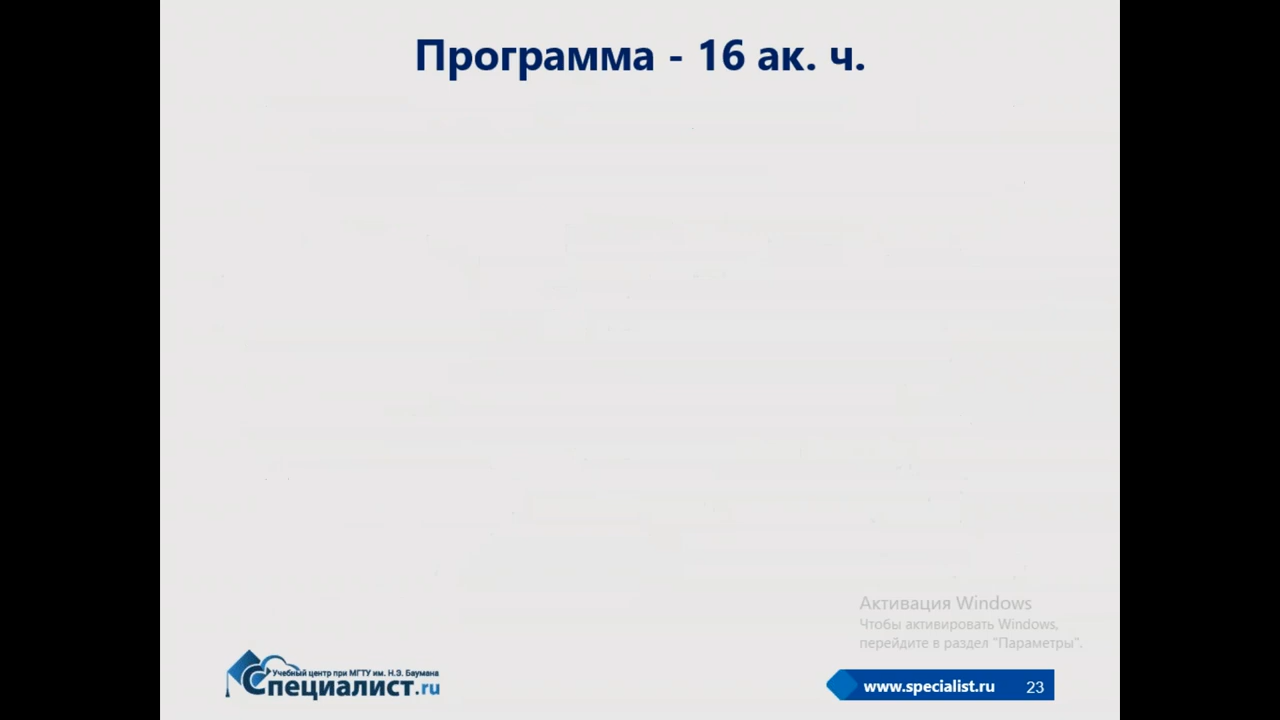 Программа - 16 ак. ч.
Активация Windows
Чтобы активировать Windows,
перейдите в раздел "Параметры".
Учебный центр при МГТУ им. Н.Э. Баумана
Специалист.ru
www.specialist.ru 23